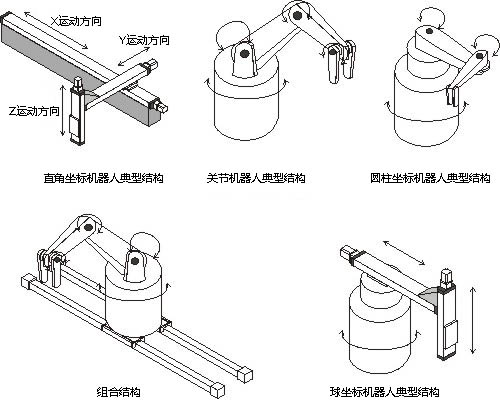 X运动方向
Y运动方向
Z运动方向
直角坐标机器人典型结构
关节机器人典型结构
圆柱坐标机器人典型结构
组合结构
球坐标机器人典型结构